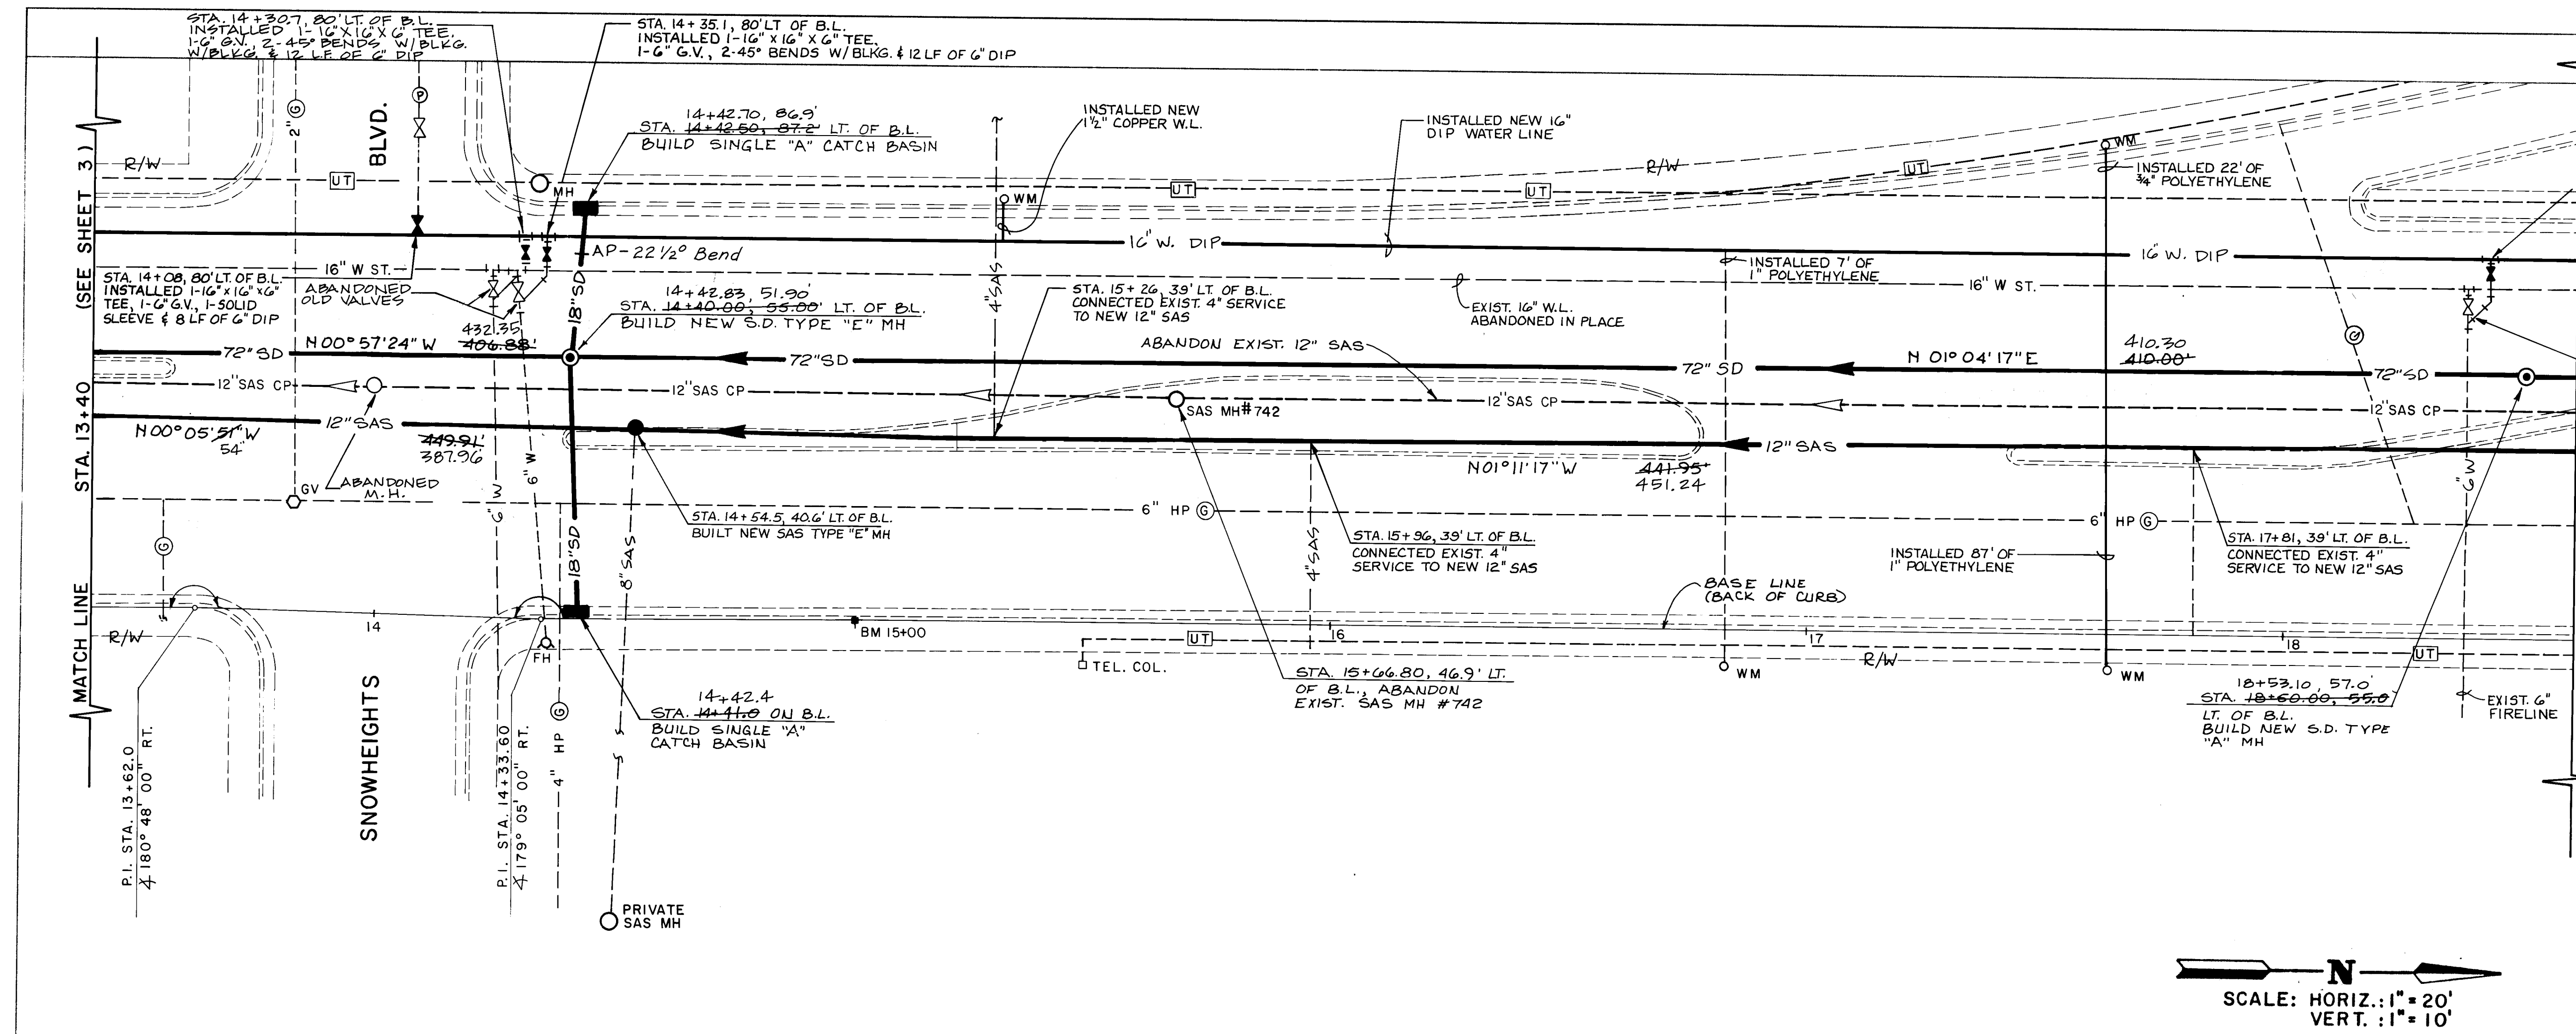 STA. 14+30.7, 80' LT. OF B.L.
INSTALLED 1-16"X16"X6" TEE.
1-6" G.V., 2-45° BENDS W/BLKG.
W/BLKG. & 12 L.F. OF 6" DIP
STA. 14+35.1, 80' LT OF B.L.
INSTALLED 1-16" X 16" X 6" TEE,
1-6" G.V., 2-45° BENDS W/BLKG. & 12 LF OF 6" DIP
2" G
P
BLVD.
14+42.70, 86.9'
STA. 14+42.50, 87.2' LT. OF B.L.
BUILD SINGLE "A" CATCH BASIN
INSTALLED NEW
1½" COPPER W.L.
INSTALLED NEW 16"
DIP WATER LINE
R/W
UT
MH
UT
UT
R/W
UT
WM
INSTALLED 22' OF
¾" POLYETHYLENE
WM
AP-22½° Bend
16" W. DIP
16" W. DIP
STA. 14+08, 80' LT. OF B.L.
INSTALLED 1-16" X 16" X6"
TEE, 1-6" G.V., 1-SOLID
SLEEVE & 8 LF OF 6" DIP
16" W ST.
ABANDONED
OLD VALVES
18" SD
14+42.83, 51.90'
STA. 14+40.00, 55.00' LT. OF B.L.
BUILD NEW S.D. TYPE "E" MH
4" SAS
STA. 15+26, 39' LT. OF B.L.
CONNECTED EXIST. 4" SERVICE
TO NEW 12" SAS
EXIST. 16" W.L.
ABANDONED IN PLACE
INSTALLED 7' OF
1" POLYETHYLENE
16" W ST.
432.35
406.88'
72" SD
N 00° 57' 24" W
72" SD
ABANDON EXIST. 12" SAS
72" SD
N 01° 04' 17" E
410.30
410.00'
72" SD
G
12" SAS CP
12" SAS CP
SAS MH# 742
12" SAS CP
12" SAS CP
N 00° 05' 51" W
54"
12" SAS
449.91'
387.96'
N 01° 11' 17" W
441.95'
451.24
12" SAS
GV
ABANDONED
M.H.
6" W
6" W
STA. 14+54.5, 40.6' LT. OF B.L.
BUILT NEW SAS TYPE "E" MH
6" HP G
6" HP G
6" W
G
18" SD
8" SAS
4" SAS
STA. 15+96, 39' LT. OF B.L.
CONNECTED EXIST. 4"
SERVICE TO NEW 12" SAS
INSTALLED 87' OF
1" POLYETHYLENE
STA. 17+81, 39' LT. OF B.L.
CONNECTED EXIST. 4"
SERVICE TO NEW 12" SAS
BASE LINE
(BACK OF CURB)
MATCH LINE STA. 13+40 (SEE SHEET 3)
R/W
14
FH
BM 15+00
16
17
18
UT
TEL. COL.
R/W
UT
WM
WM
STA. 15+66.80, 46.9' LT.
OF B.L., ABANDON
EXIST. SAS MH #742
14+42.4
STA. 14+41.0 ON B.L.
BUILD SINGLE "A"
CATCH BASIN
4" HP G
18+53.10, 57.0'
STA. 18+60.00, 55.0'
LT. OF B.L.
BUILD NEW S.D. TYPE
"A" MH
EXIST. 6"
FIRELINE
SNOWHEIGHTS
P.I. STA. 13+62.0
∡ 180° 48' 00" RT.
P.I. STA. 14+33.60
∡ 179° 05' 00" RT.
PRIVATE
SAS MH
N
SCALE: HORIZ.: 1" = 20'
VERT. : 1" = 10'